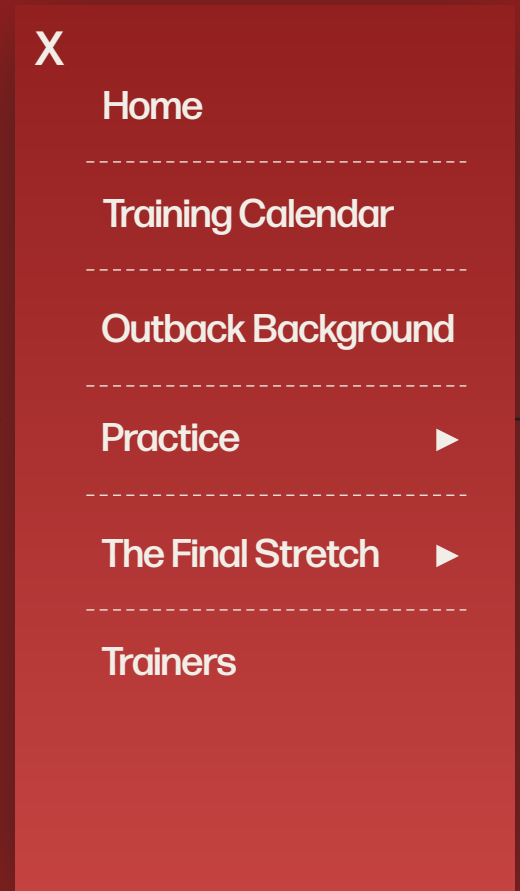 X
Home
Training Calendar
Outback Background
Practice ►
The Final Stretch ►
Trainers